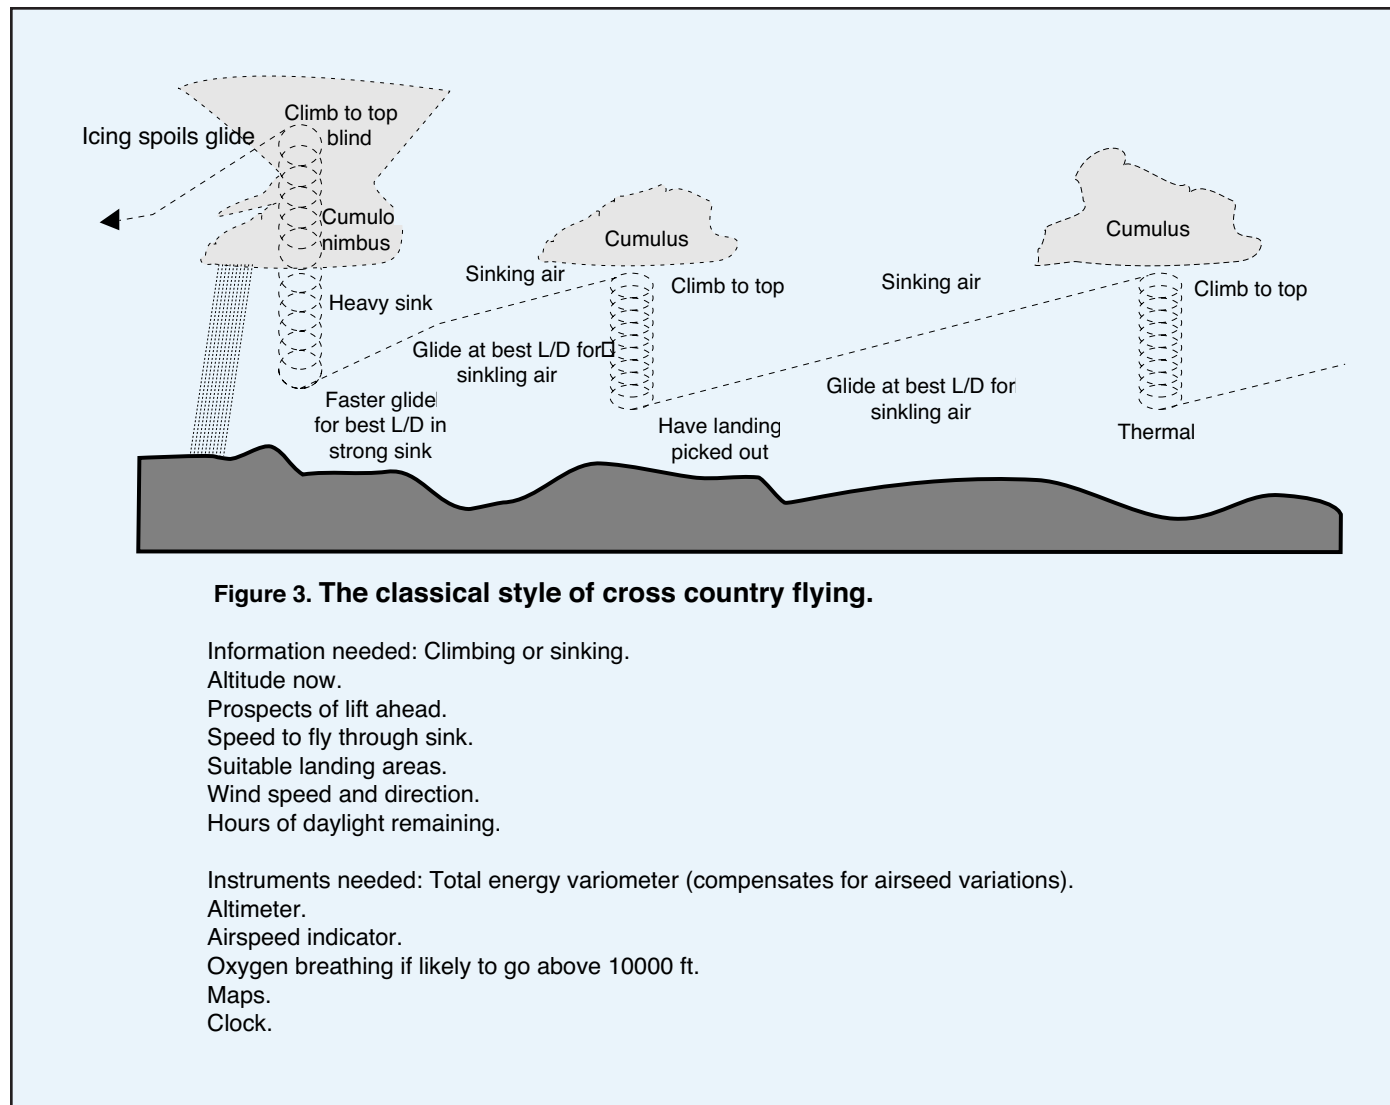 Climb to top
blind
Icing spoils glide
Cumulo
nimbus
Heavy sink
Faster glide
for best L/D in
strong sink
Sinking air
Cumulus
Climb to top
Glide at best L/D for
sinkling air
Have landing
picked out
Sinking air
Glide at best L/D for
sinkling air
Cumulus
Climb to top
Thermal
Figure 3. The classical style of cross country flying.
Information needed: Climbing or sinking.
Altitude now.
Prospects of lift ahead.
Speed to fly through sink.
Suitable landing areas.
Wind speed and direction.
Hours of daylight remaining.
Instruments needed: Total energy variometer (compensates for airseed variations).
Altimeter.
Airspeed indicator.
Oxygen breathing if likely to go above 10000 ft.
Maps.
Clock.